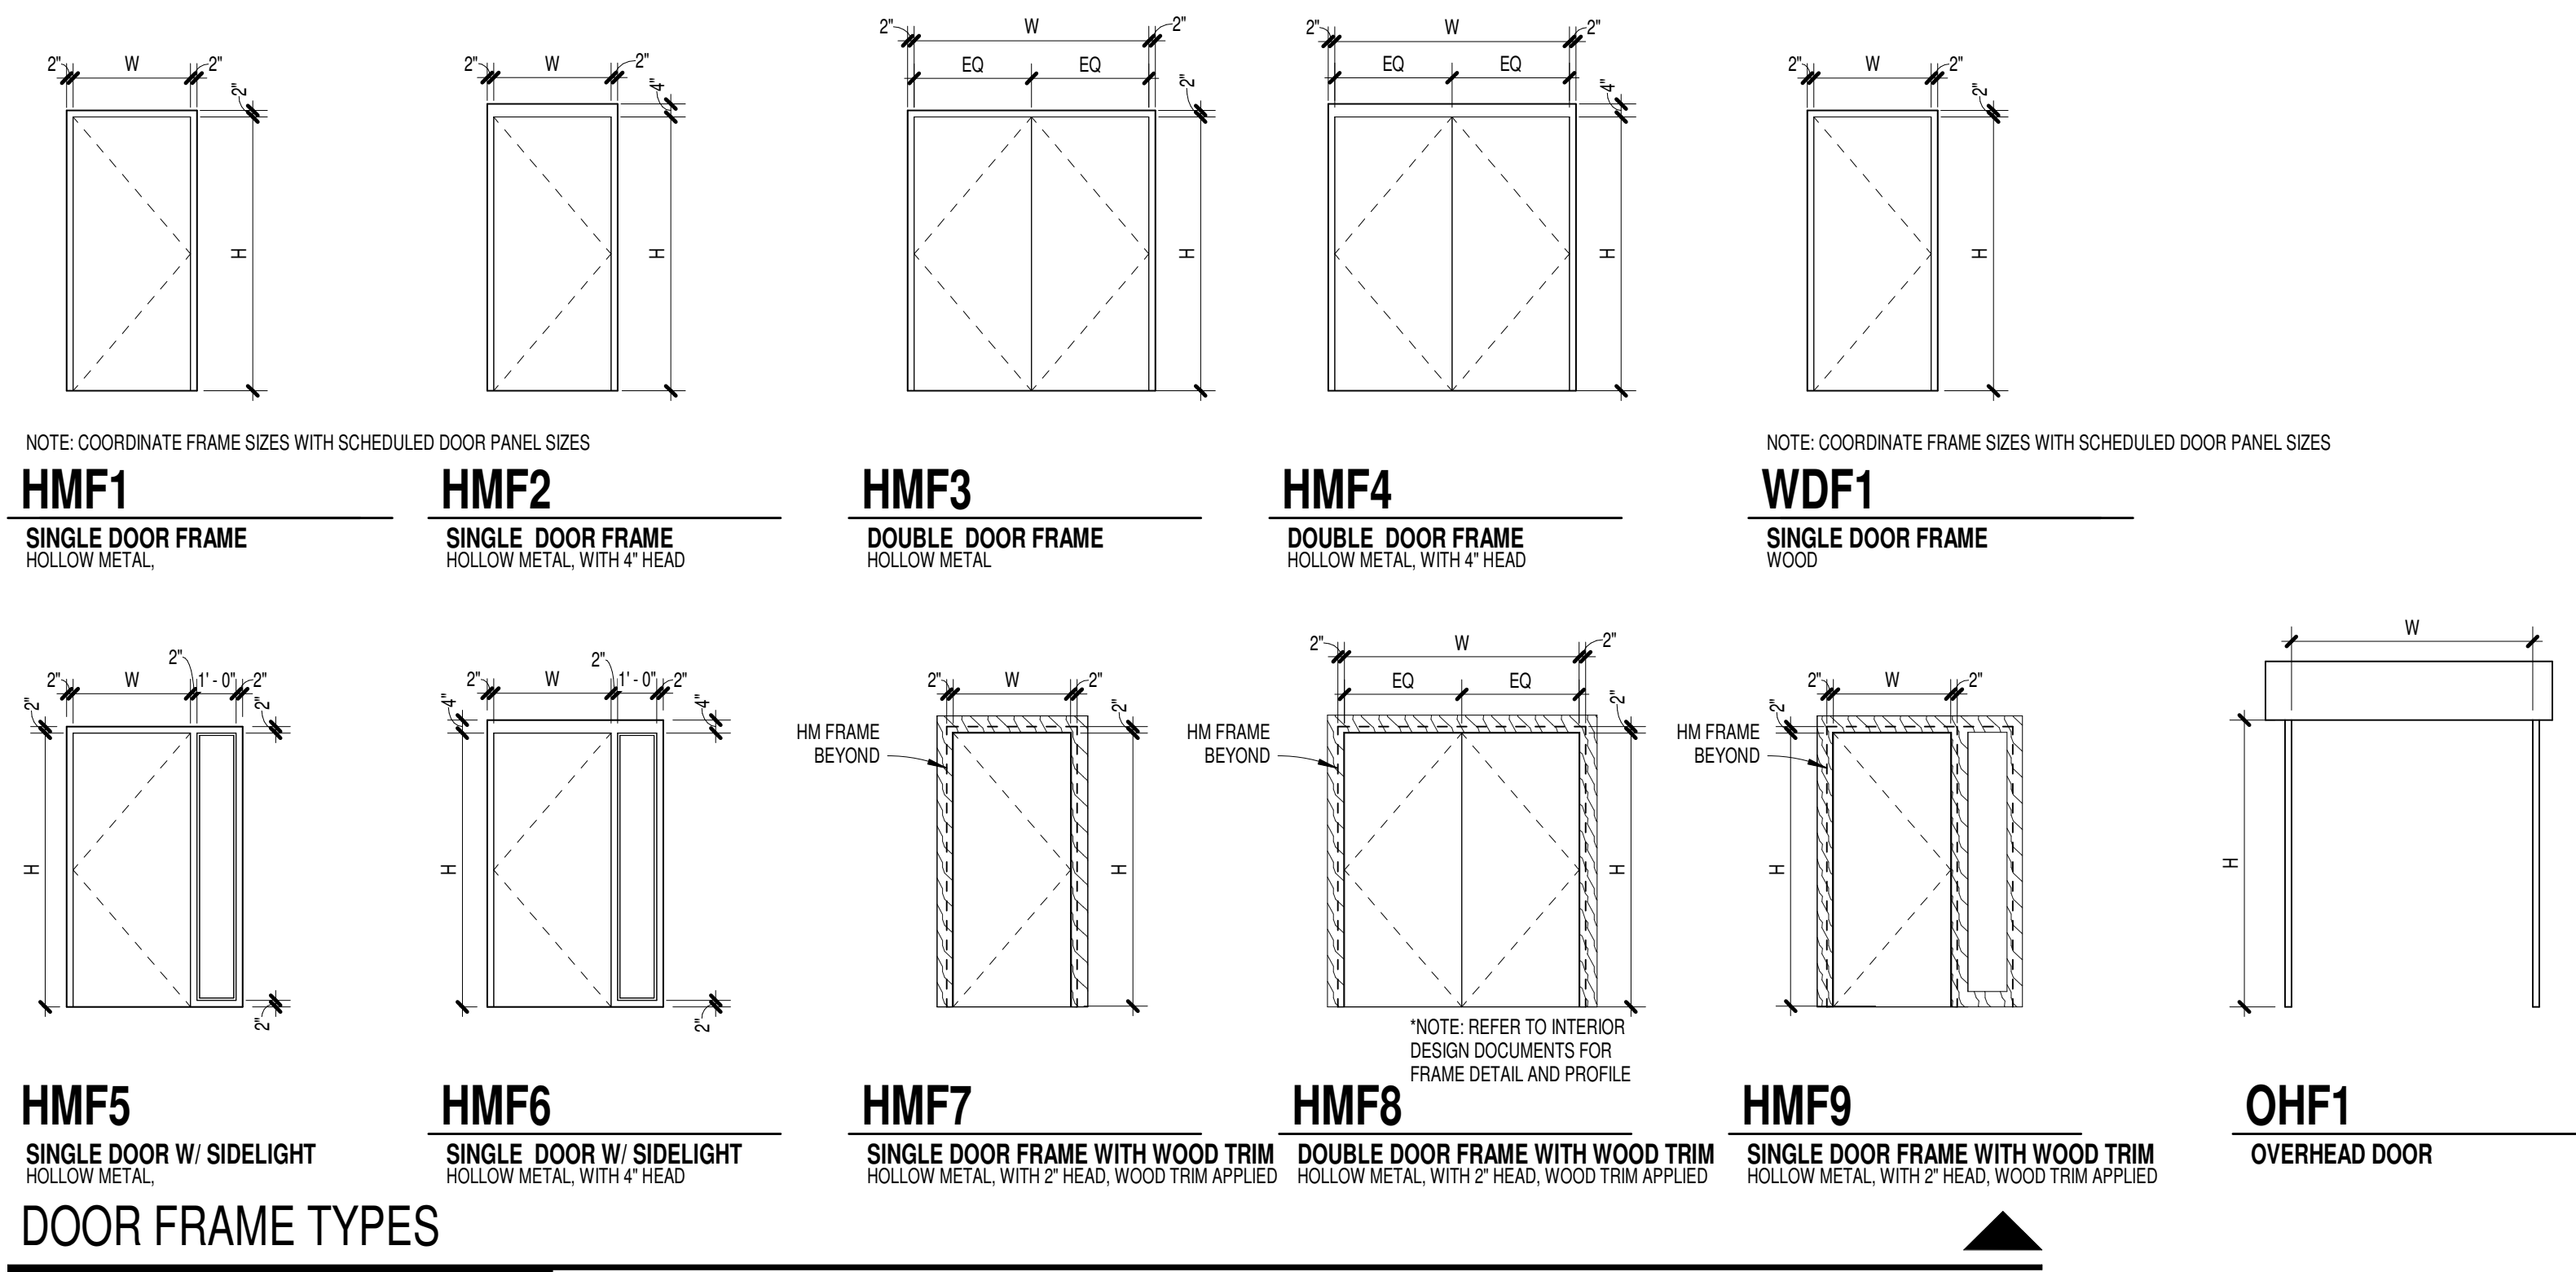 2" W 2"
2"
H
2" W 2"
4"
H
2" W 2"
EQ EQ
2"
H
2" W 2"
EQ EQ
4"
H
2" W 2"
2"
H
NOTE: COORDINATE FRAME SIZES WITH SCHEDULED DOOR PANEL SIZES
NOTE: COORDINATE FRAME SIZES WITH SCHEDULED DOOR PANEL SIZES
HMF1
SINGLE DOOR FRAME
HOLLOW METAL,
HMF2
SINGLE DOOR FRAME
HOLLOW METAL, WITH 4" HEAD
HMF3
DOUBLE DOOR FRAME
HOLLOW METAL
HMF4
DOUBLE DOOR FRAME
HOLLOW METAL, WITH 4" HEAD
WDF1
SINGLE DOOR FRAME
WOOD
2" W 2" 1' - 0" 2"
2" 2"
H
2"
2" W 2" 1' - 0" 2"
4" 4"
H
2"
2" W 2"
2"
HM FRAME
BEYOND
H
2" W 2"
EQ EQ
2"
HM FRAME
BEYOND
H
*NOTE: REFER TO INTERIOR
DESIGN DOCUMENTS FOR
FRAME DETAIL AND PROFILE
2" W 2"
2"
HM FRAME
BEYOND
H
W
H
HMF5
SINGLE DOOR W/ SIDELIGHT
HOLLOW METAL,
HMF6
SINGLE DOOR W/ SIDELIGHT
HOLLOW METAL, WITH 4" HEAD
HMF7
SINGLE DOOR FRAME WITH WOOD TRIM
HOLLOW METAL, WITH 2" HEAD, WOOD TRIM APPLIED
HMF8
DOUBLE DOOR FRAME WITH WOOD TRIM
HOLLOW METAL, WITH 2" HEAD, WOOD TRIM APPLIED
HMF9
SINGLE DOOR FRAME WITH WOOD TRIM
HOLLOW METAL, WITH 2" HEAD, WOOD TRIM APPLIED
OHF1
OVERHEAD DOOR
DOOR FRAME TYPES